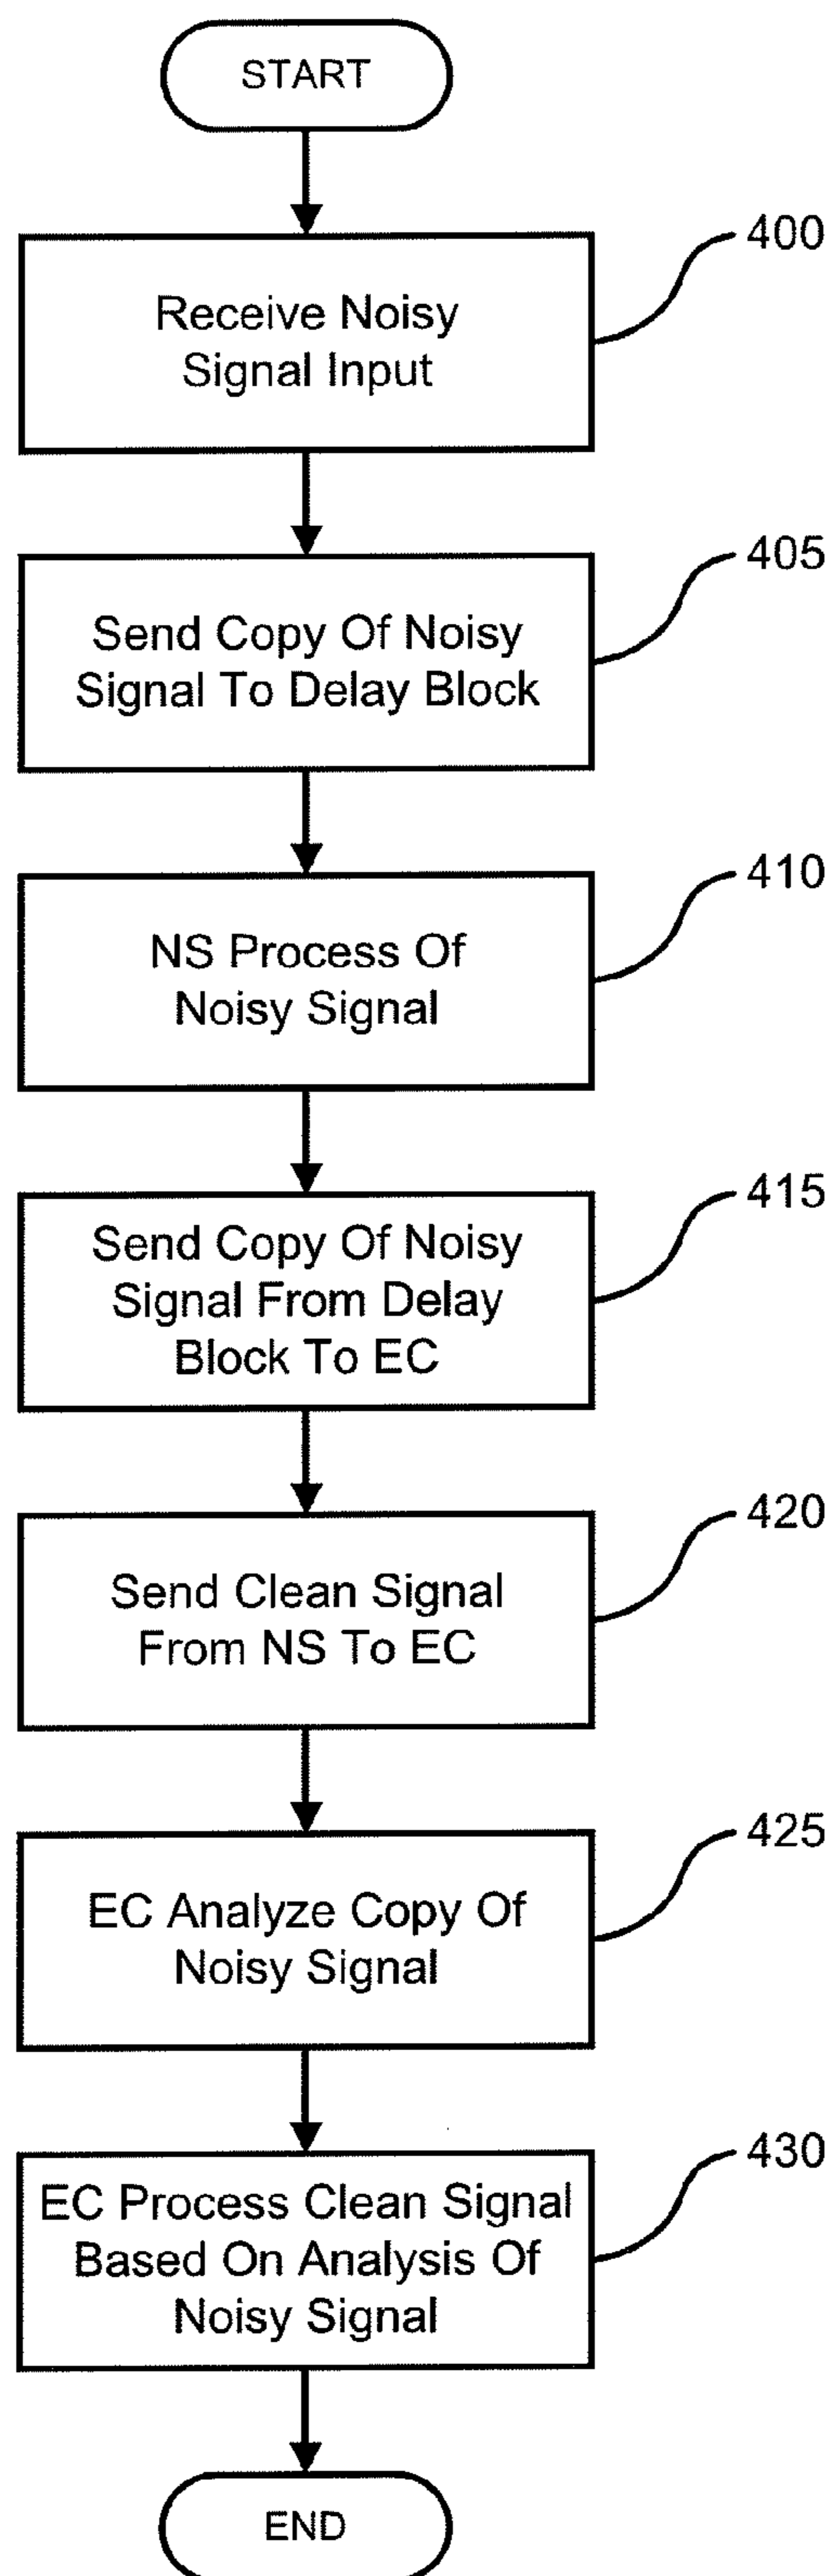 START
400
Receive Noisy
Signal Input
405
Send Copy Of Noisy
Signal To Delay Block
410
NS Process Of
Noisy Signal
415
Send Copy Of Noisy
Signal From Delay
Block To EC
420
Send Clean Signal
From NS To EC
425
EC Analyze Copy Of
Noisy Signal
430
EC Process Clean Signal
Based On Analysis Of
Noisy Signal
END